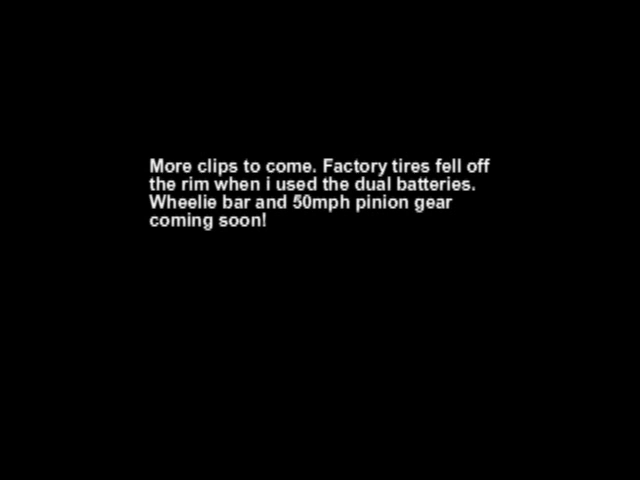 More clips to come. Factory tires fell off
the rim when i used the dual batteries.
Wheelie bar and 50mph pinion gear
coming soon!